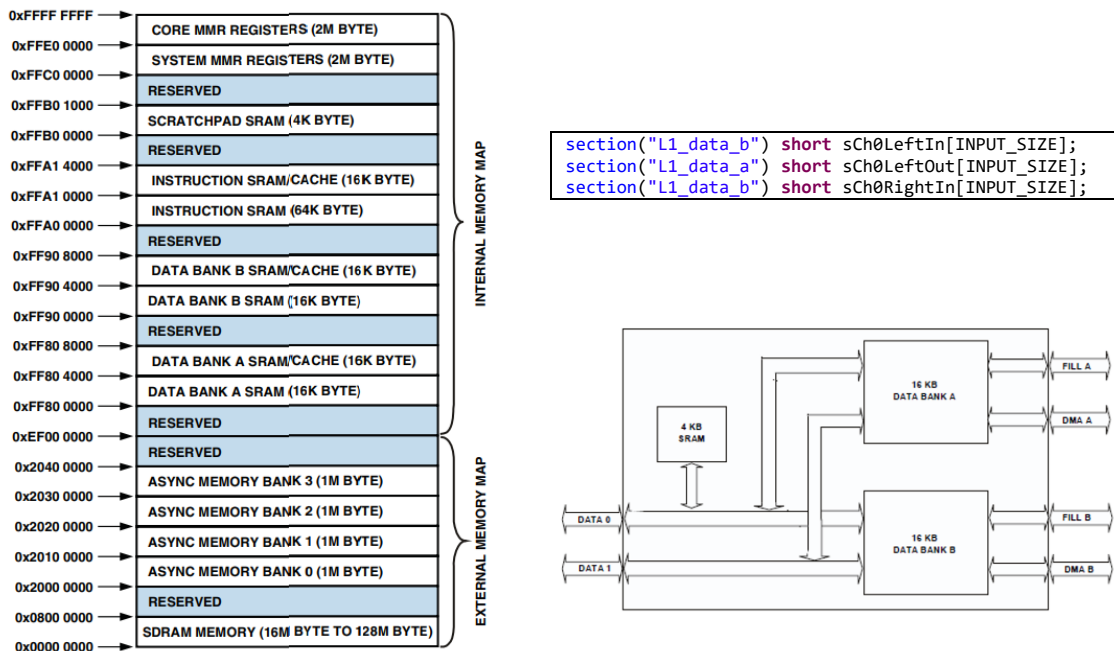 0xFFFF FFFF
CORE MMR REGISTERS (2M BYTE)
0xFFE0 0000
SYSTEM MMR REGISTERS (2M BYTE)
0xFFC0 0000
RESERVED
0xFFB0 1000
SCRATCHPAD SRAM (4K BYTE)
0xFFB0 0000
RESERVED
0xFFA1 4000
INSTRUCTION SRAM/CACHE (16K BYTE)
0xFFA1 0000
INSTRUCTION SRAM (64K BYTE)
0xFFA0 0000
RESERVED
0xFF90 8000
DATA BANK B SRAM/CACHE (16K BYTE)
0xFF90 4000
DATA BANK B SRAM (16K BYTE)
0xFF90 0000
RESERVED
0xFF80 8000
DATA BANK A SRAM/CACHE (16K BYTE)
0xFF80 4000
DATA BANK A SRAM (16K BYTE)
0xFF80 0000
RESERVED
0xEF00 0000
RESERVED
0x2040 0000
ASYNC MEMORY BANK 3 (1M BYTE)
0x2030 0000
ASYNC MEMORY BANK 2 (1M BYTE)
0x2020 0000
ASYNC MEMORY BANK 1 (1M BYTE)
0x2010 0000
ASYNC MEMORY BANK 0 (1M BYTE)
0x2000 0000
RESERVED
0x0800 0000
SDRAM MEMORY (16M BYTE TO 128M BYTE)
0x0000 0000
INTERNAL MEMORY MAP
EXTERNAL MEMORY MAP
section("L1_data_b") short sCh0LeftIn[INPUT_SIZE];
section("L1_data_a") short sCh0LeftOut[INPUT_SIZE];
section("L1_data_b") short sCh0RightIn[INPUT_SIZE];
16 KB
DATA BANK A
FILL A
DMA A
4 KB
SRAM
DATA 0
DATA 1
16 KB
DATA BANK B
FILL B
DMA B